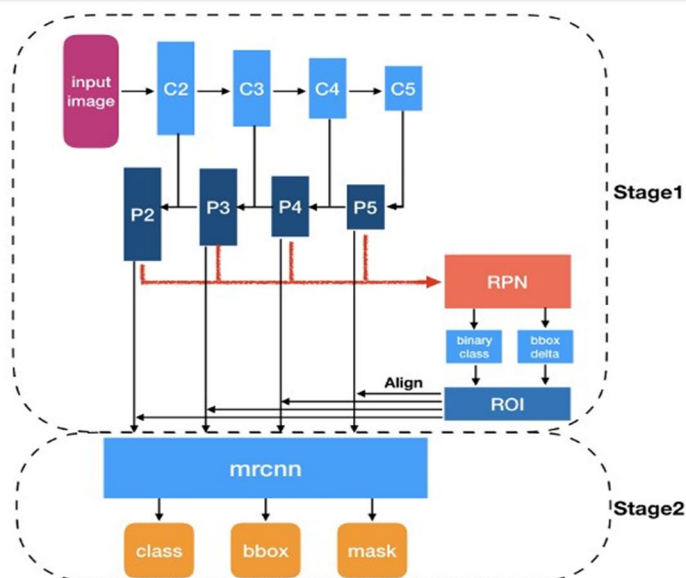 input
image
C2
C3
C4
C5
Stage1
P2
P3
P4
P5
RPN
binary
class
bbox
delta
Align
ROI
mrcnn
Stage2
class
bbox
mask